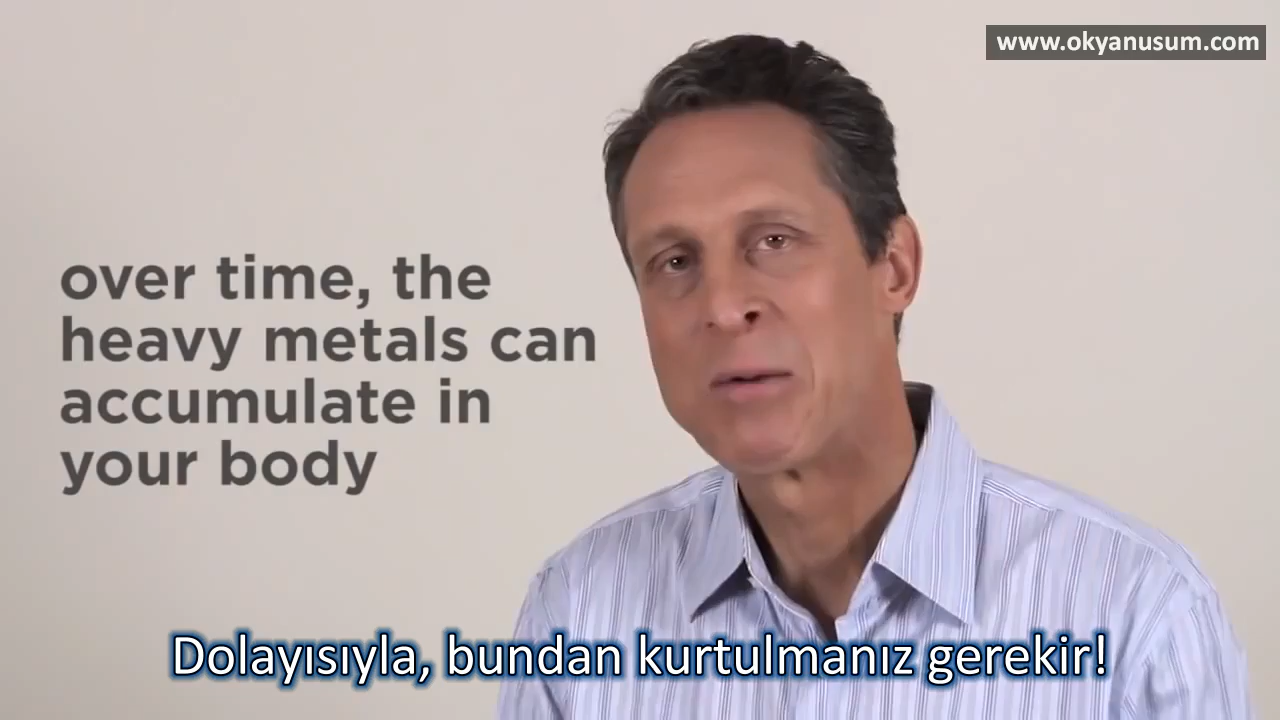 www.okyanusum.com
over time, the
heavy metals can
accumulate in
your body
Dolayısıyla, bundan kurtulmanız gerekir!